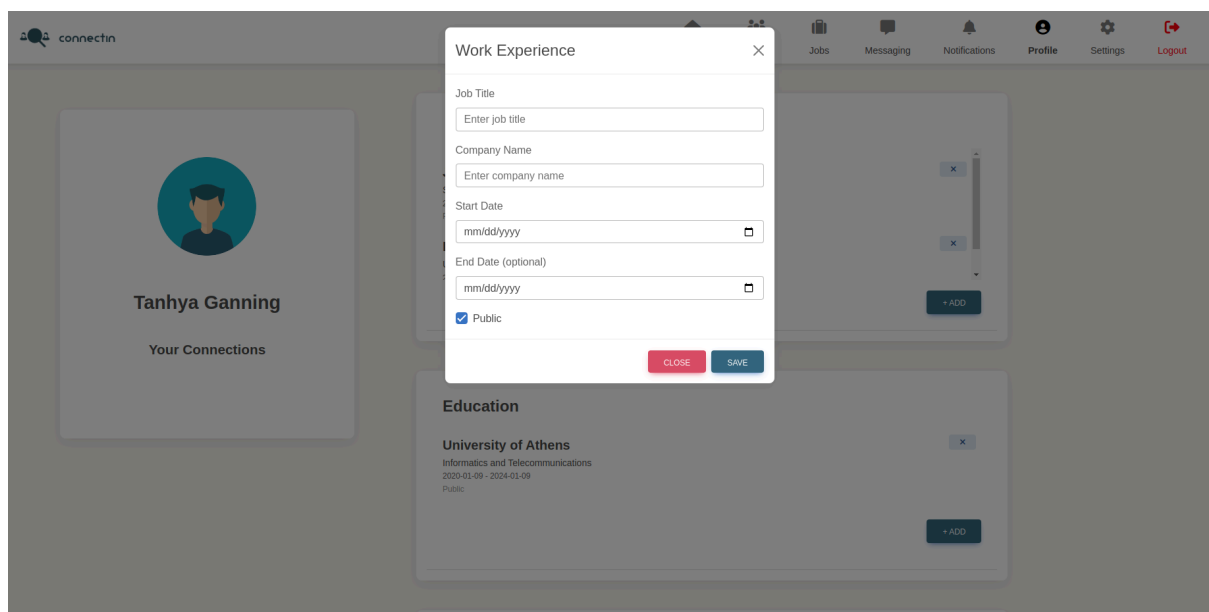 connectin
Jobs
Messaging
Notifications
Profile
Settings
Logout
Work Experience
Job Title
Enter job title
Company Name
Enter company name
Start Date
mm/dd/yyyy
End Date (optional)
mm/dd/yyyy
Public
CLOSE
SAVE
Tanhya Ganning
Your Connections
+ ADD
Education
University of Athens
Informatics and Telecommunications
2020-01-09 - 2024-01-09
Public
+ ADD